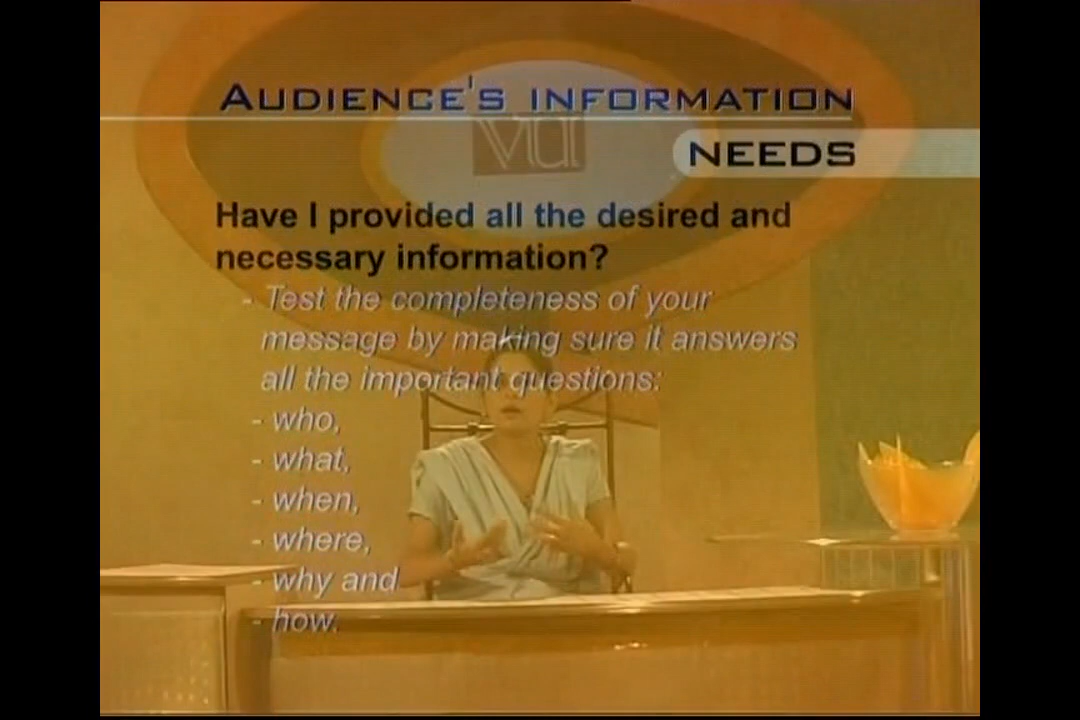 AUDIENCE'S INFORMATION
NEEDS
Have I provided all the desired and
necessary information?
- Test the completeness of your
message by making sure it answers
all the important questions:
- who,
- what,
- when,
- where,
- why and
- how.